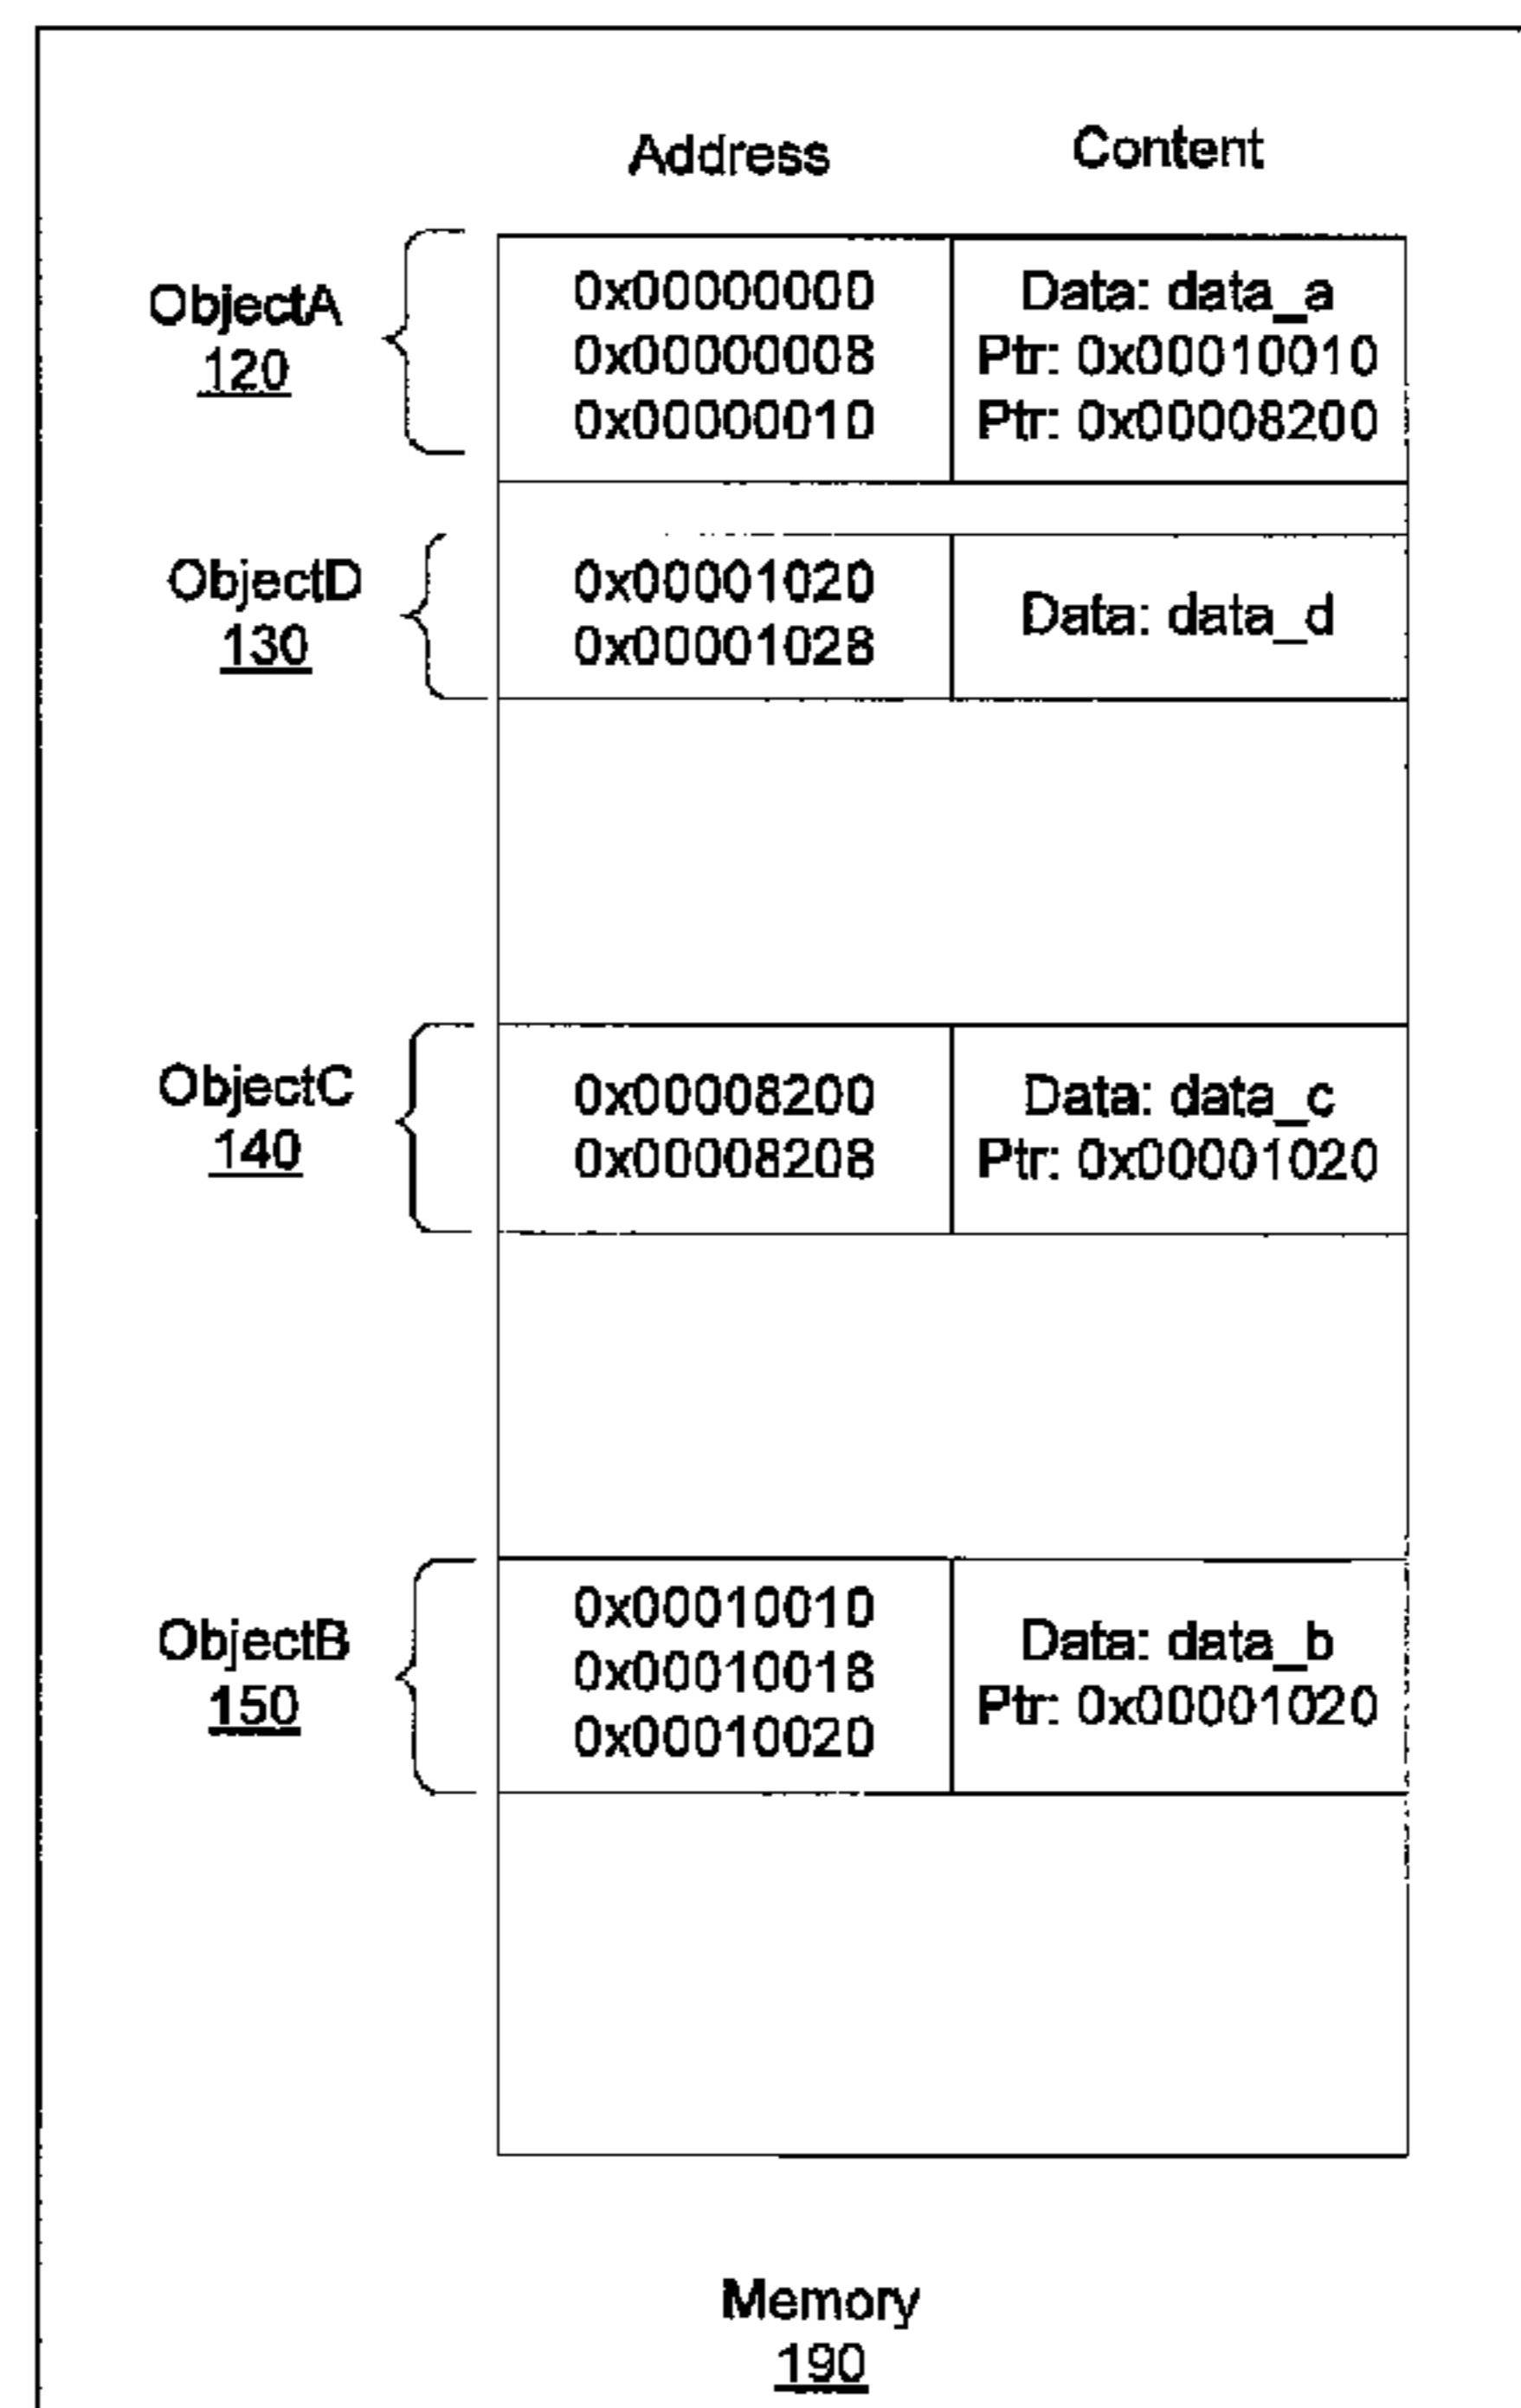 Address Content
ObjectA
120
0x00000000 Data: data_a
0x00000008 Ptr: 0x00010010
0x00000010 Ptr: 0x00008200
ObjectD
130
0x00001020
0x00001028
Data: data_d
ObjectC
140
0x00008200 Data: data_c
0x00008208 Ptr: 0x00001020
ObjectB
150
0x00010010
0x00010018
0x00010020
Data: data_b
Ptr: 0x00001020
Memory
190